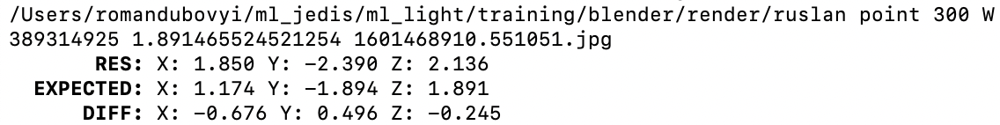 /Users/romandubovyi/ml_jedis/ml_light/training/blender/render/ruslan point 300 W
389314925 1.891465524521254 1601468910.551051.jpg
RES: X: 1.850 Y: -2.390 Z: 2.136
EXPECTED: X: 1.174 Y: -1.894 Z: 1.891
DIFF: X: -0.676 Y: 0.496 Z: -0.245